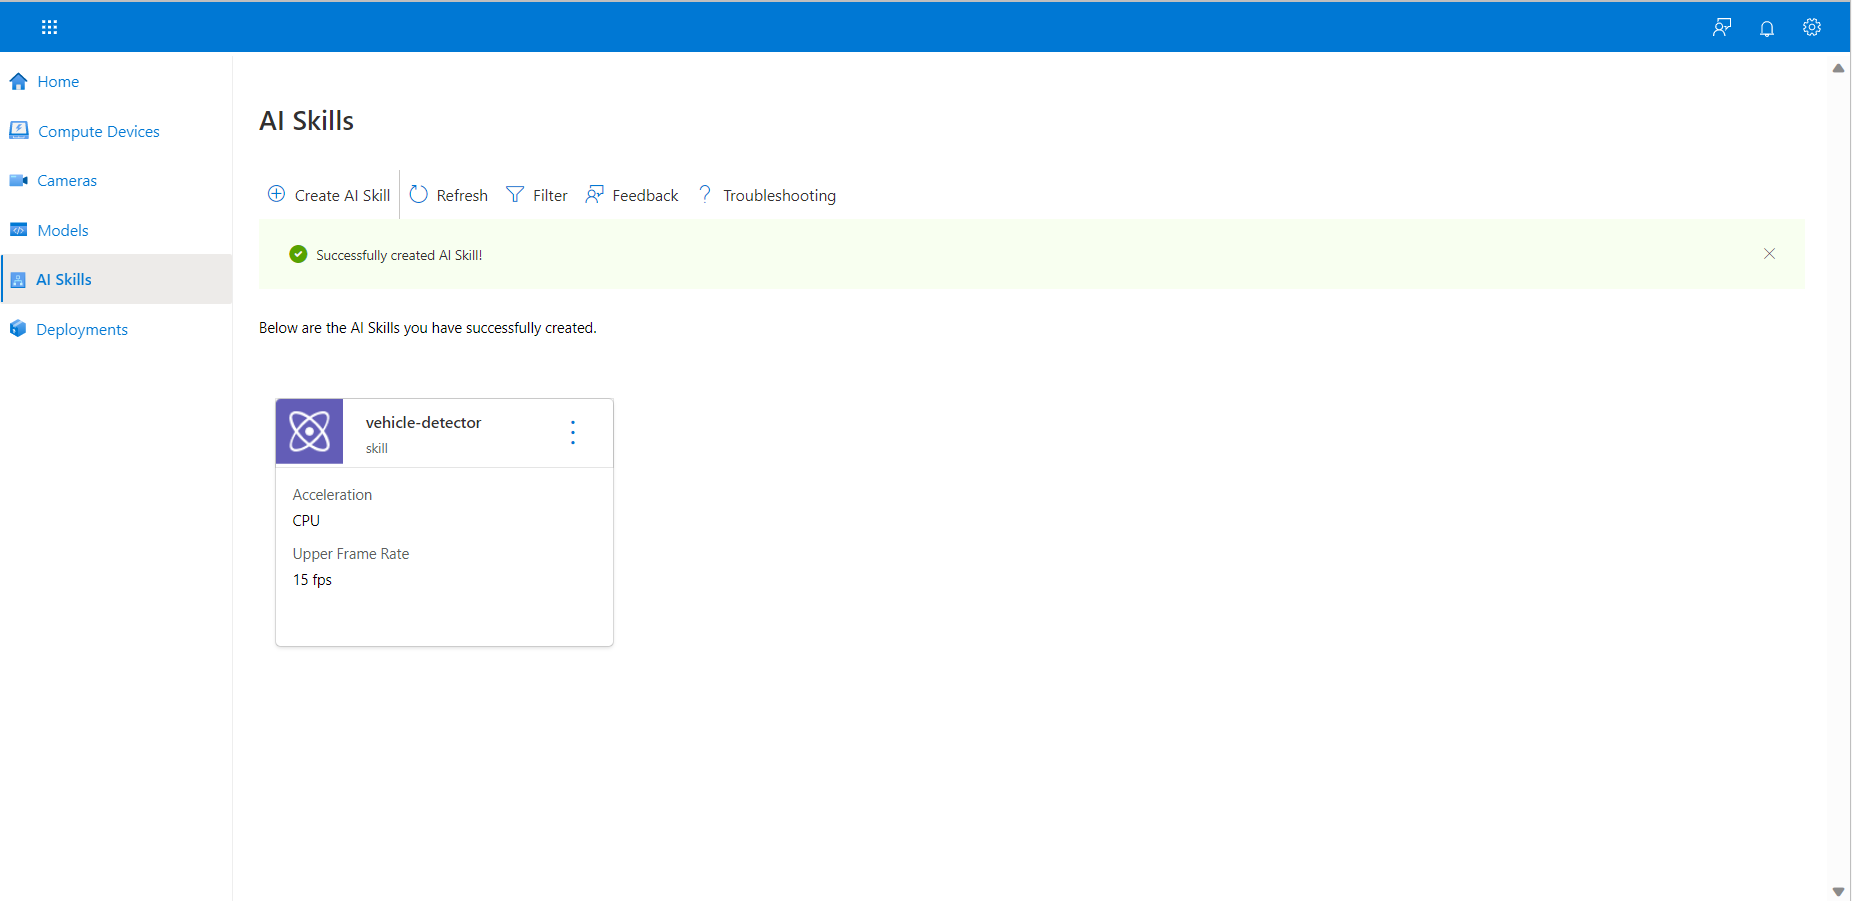 Home
Compute Devices
Cameras
Models
AI Skills
Deployments
AI Skills
Create AI Skill Refresh Filter Feedback ? Troubleshooting
Successfully created AI Skill!
Below are the AI Skills you have successfully created.
vehicle-detector
skill
Acceleration
CPU
Upper Frame Rate
15 fps